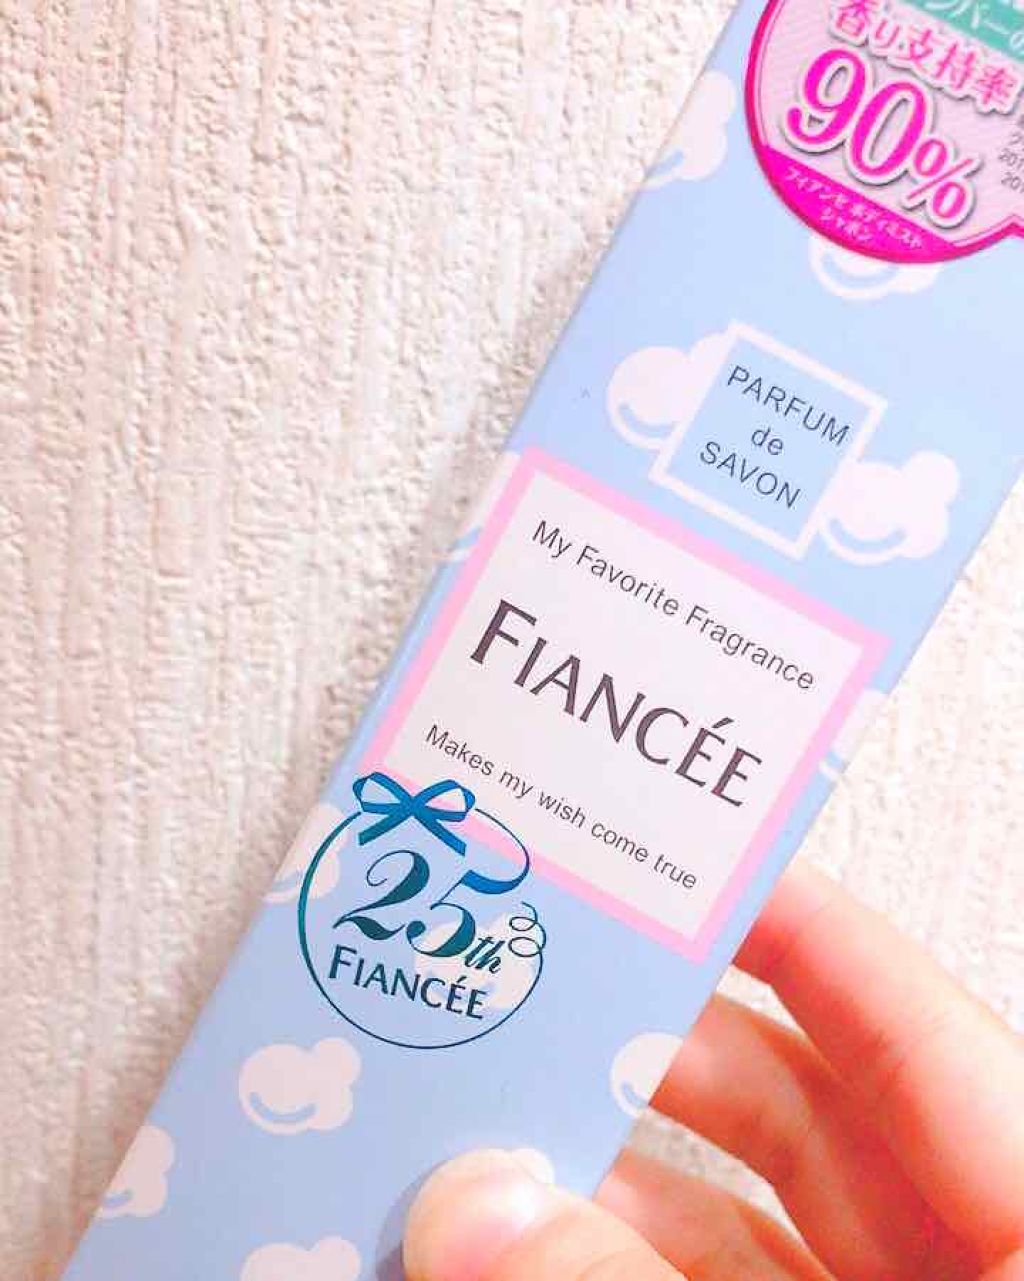 香り支持率
90%
フィアンセ ボディミスト
シャボン
PARFUM
de
SAVON
My Favorite Fragrance
FIANCÉE
Makes my wish come true
25th
FIANCÉE